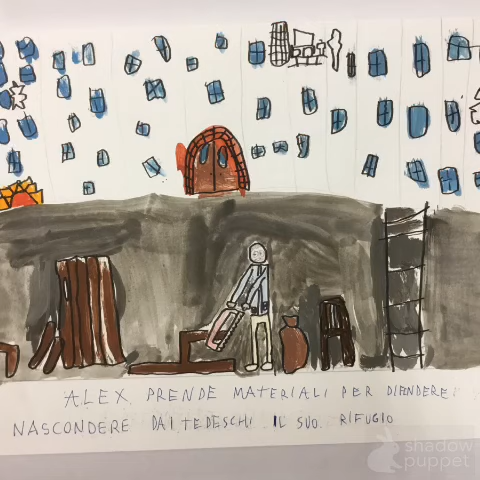 ALEX PRENDE MATERIALI PER DIFENDERE
NASCONDERE DAI TEDESCHI IL SUO RIFUGIO
shadow
puppet